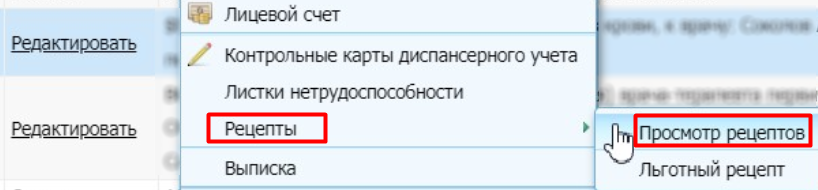 Лицевой счет
Редактировать
Контрольные карты диспансерного учета
Листки нетрудоспособности
Редактировать
Рецепты
Просмотр рецептов
Выписка
Льготный рецепт